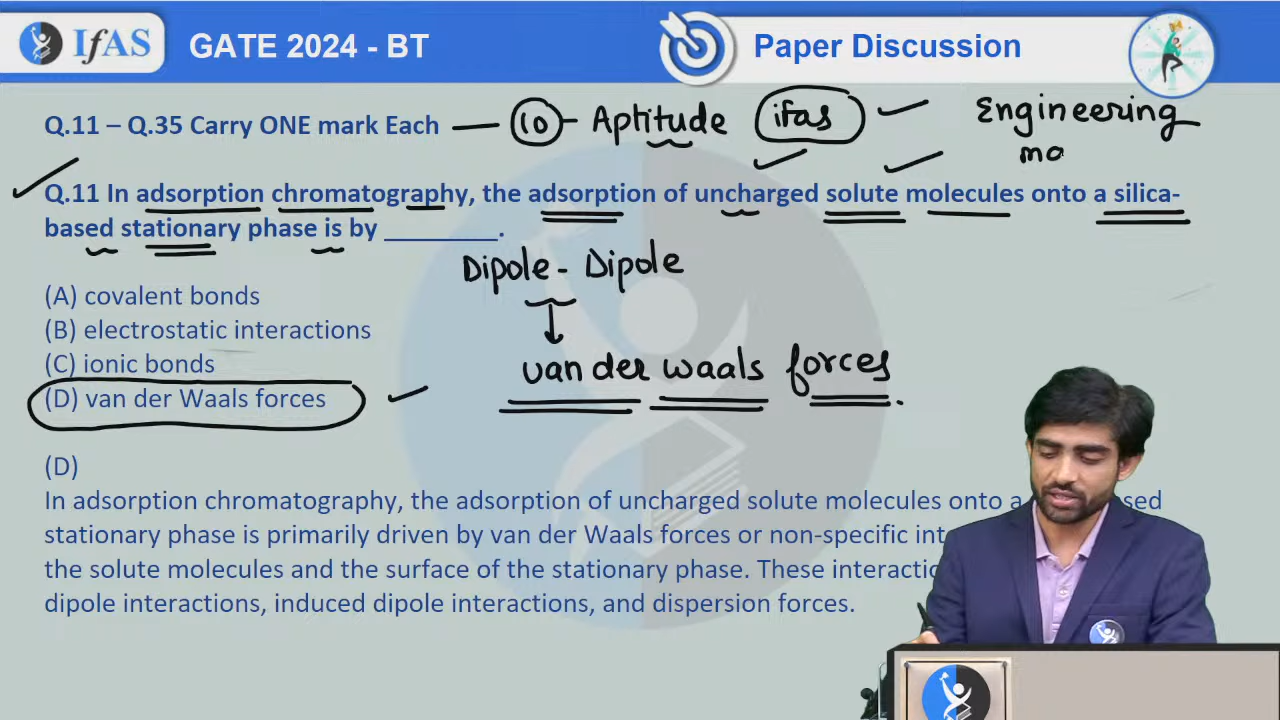 IfAS GATE 2024 - BT Paper Discussion
Q.11 – Q.35 Carry ONE mark Each — 10 - Aptitude ifas Engineering
ma
Q.11 In adsorption chromatography, the adsorption of uncharged solute molecules onto a silica-
based stationary phase is by ________.
Dipole - Dipole
(A) covalent bonds
(B) electrostatic interactions
(C) ionic bonds
van der waals forces.
(D) van der Waals forces
(D)
In adsorption chromatography, the adsorption of uncharged solute molecules onto a
stationary phase is primarily driven by van der Waals forces or non-specific
the solute molecules and the surface of the stationary phase. These
dipole interactions, induced dipole interactions, and dispersion forces.